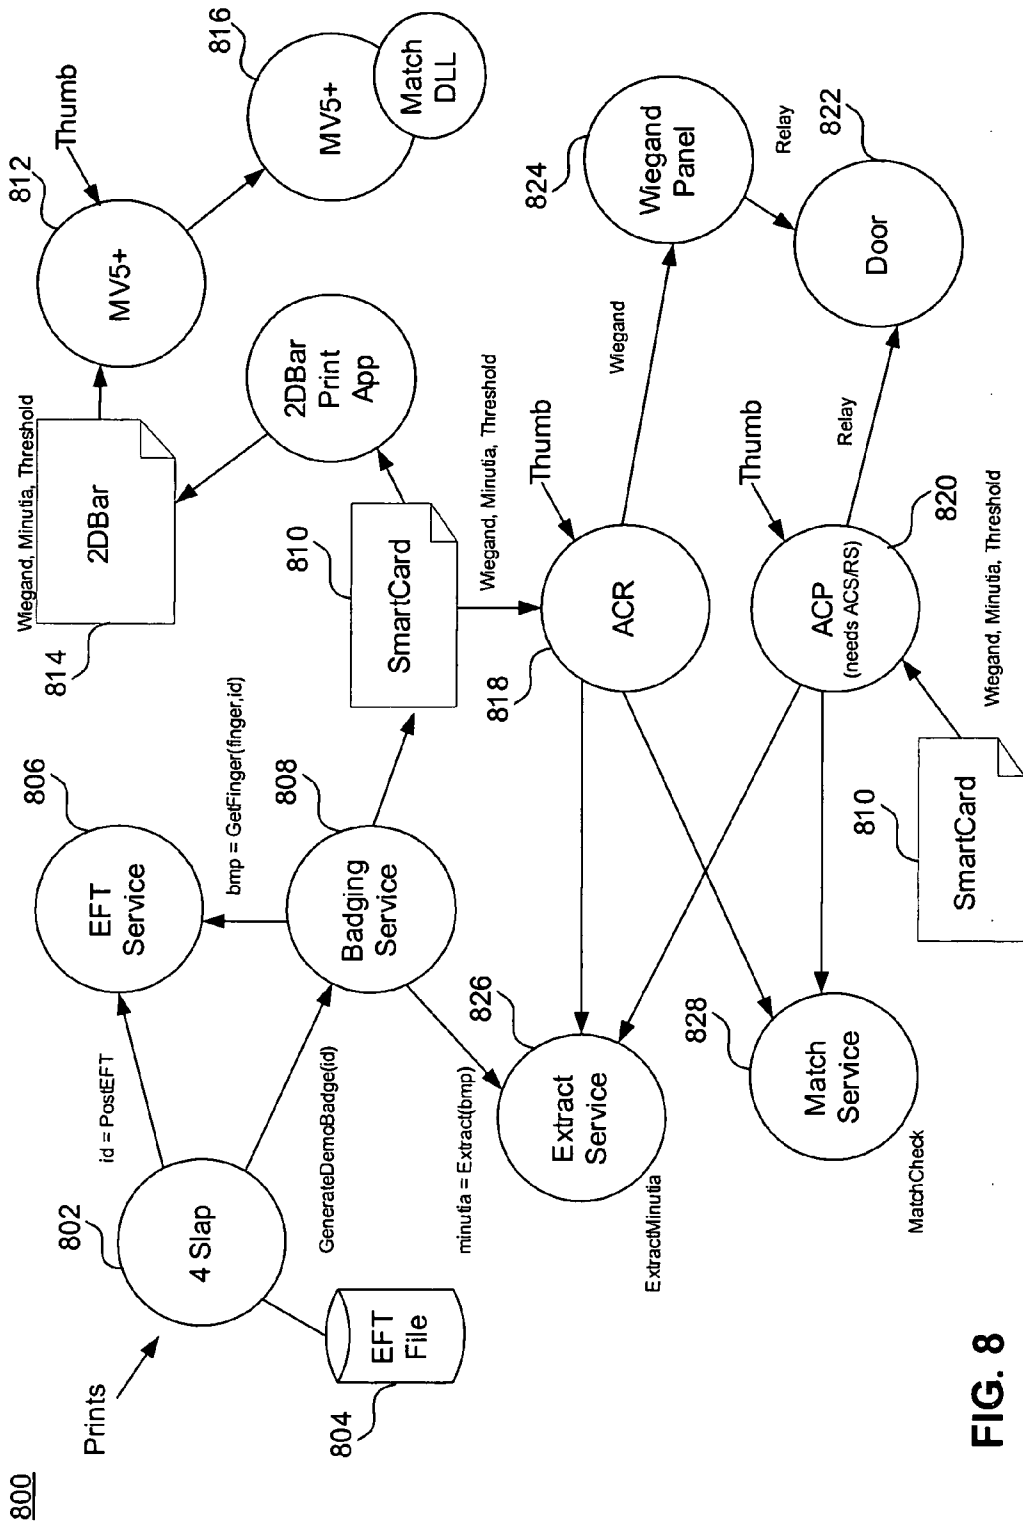 800
Prints
802
4 Slap
804
EFT
File
id = PostEFT
GenerateDemoBadge(id)
806
EFT
Service
bmp = GetFinger(finger,id)
808
Badging
Service
minutia = Extract(bmp)
814
Wiegand, Minutia, Threshold
2DBar
812
Thumb
MV5+
816
MV5+
Match
DLL
2DBar
Print
App
810
SmartCard
Wiegand, Minutia, Threshold
826
Extract
Service
ExtractMinutia
818
Thumb
ACR
Wiegand
824
Wiegand
Panel
Relay
822
Door
828
Match
Service
MatchCheck
Thumb
ACP
(needs ACS/RS)
820
Relay
810
SmartCard
Wiegand, Minutia, Threshold
FIG. 8